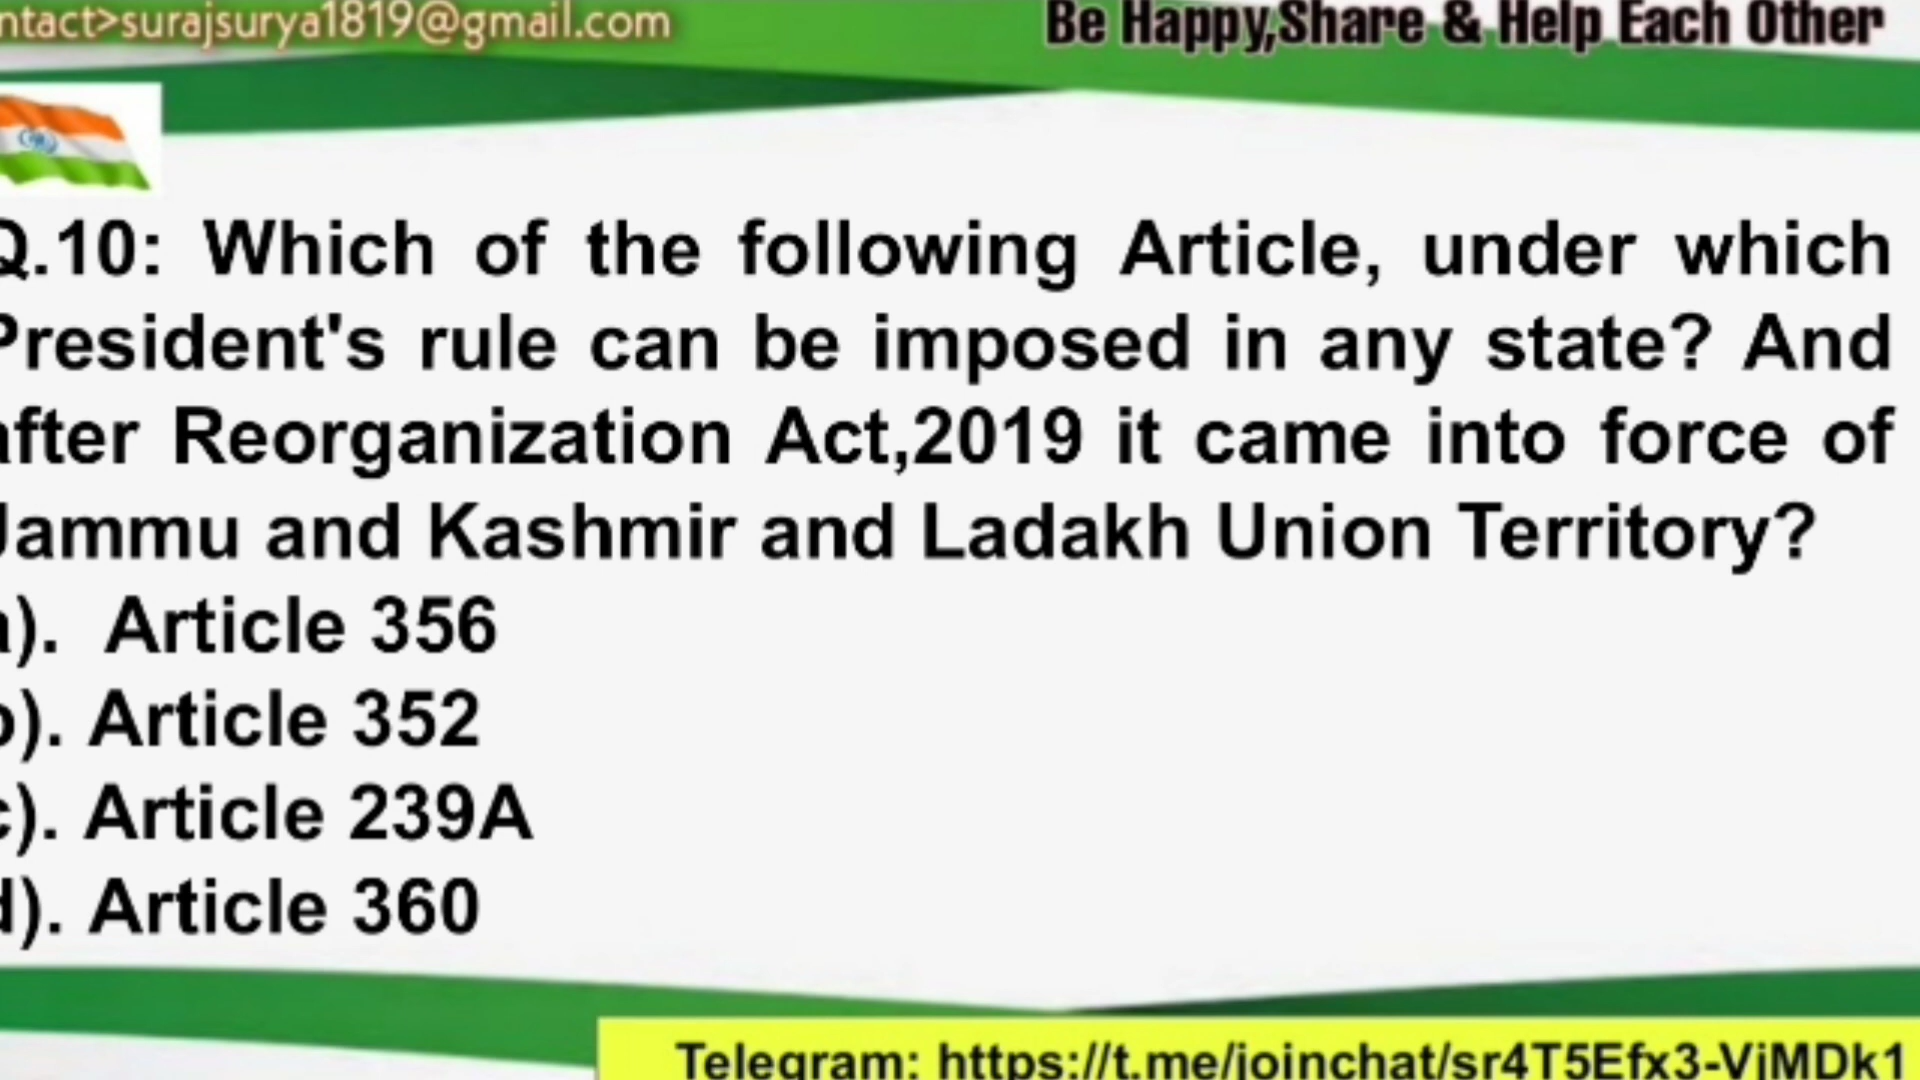 ntact>surajsurya1819@gmail.com
Be Happy,Share & Help Each Other
Q.10: Which of the following Article, under which
President's rule can be imposed in any state? And
after Reorganization Act,2019 it came into force of
Jammu and Kashmir and Ladakh Union Territory?
a). Article 356
b). Article 352
c). Article 239A
d). Article 360
Telegram: https://t.me/joinchat/sr4T5Efx3-VjMDk1